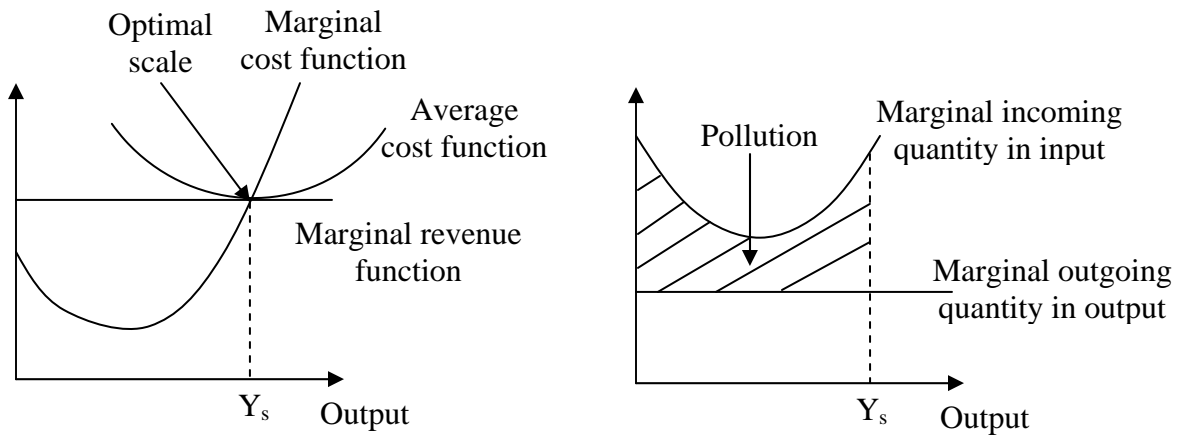 Optimal
scale
Marginal
cost function
Average
cost function
Marginal revenue
function
Yₛ
Output
Pollution
Marginal incoming
quantity in input
Marginal outgoing
quantity in output
Yₛ
Output